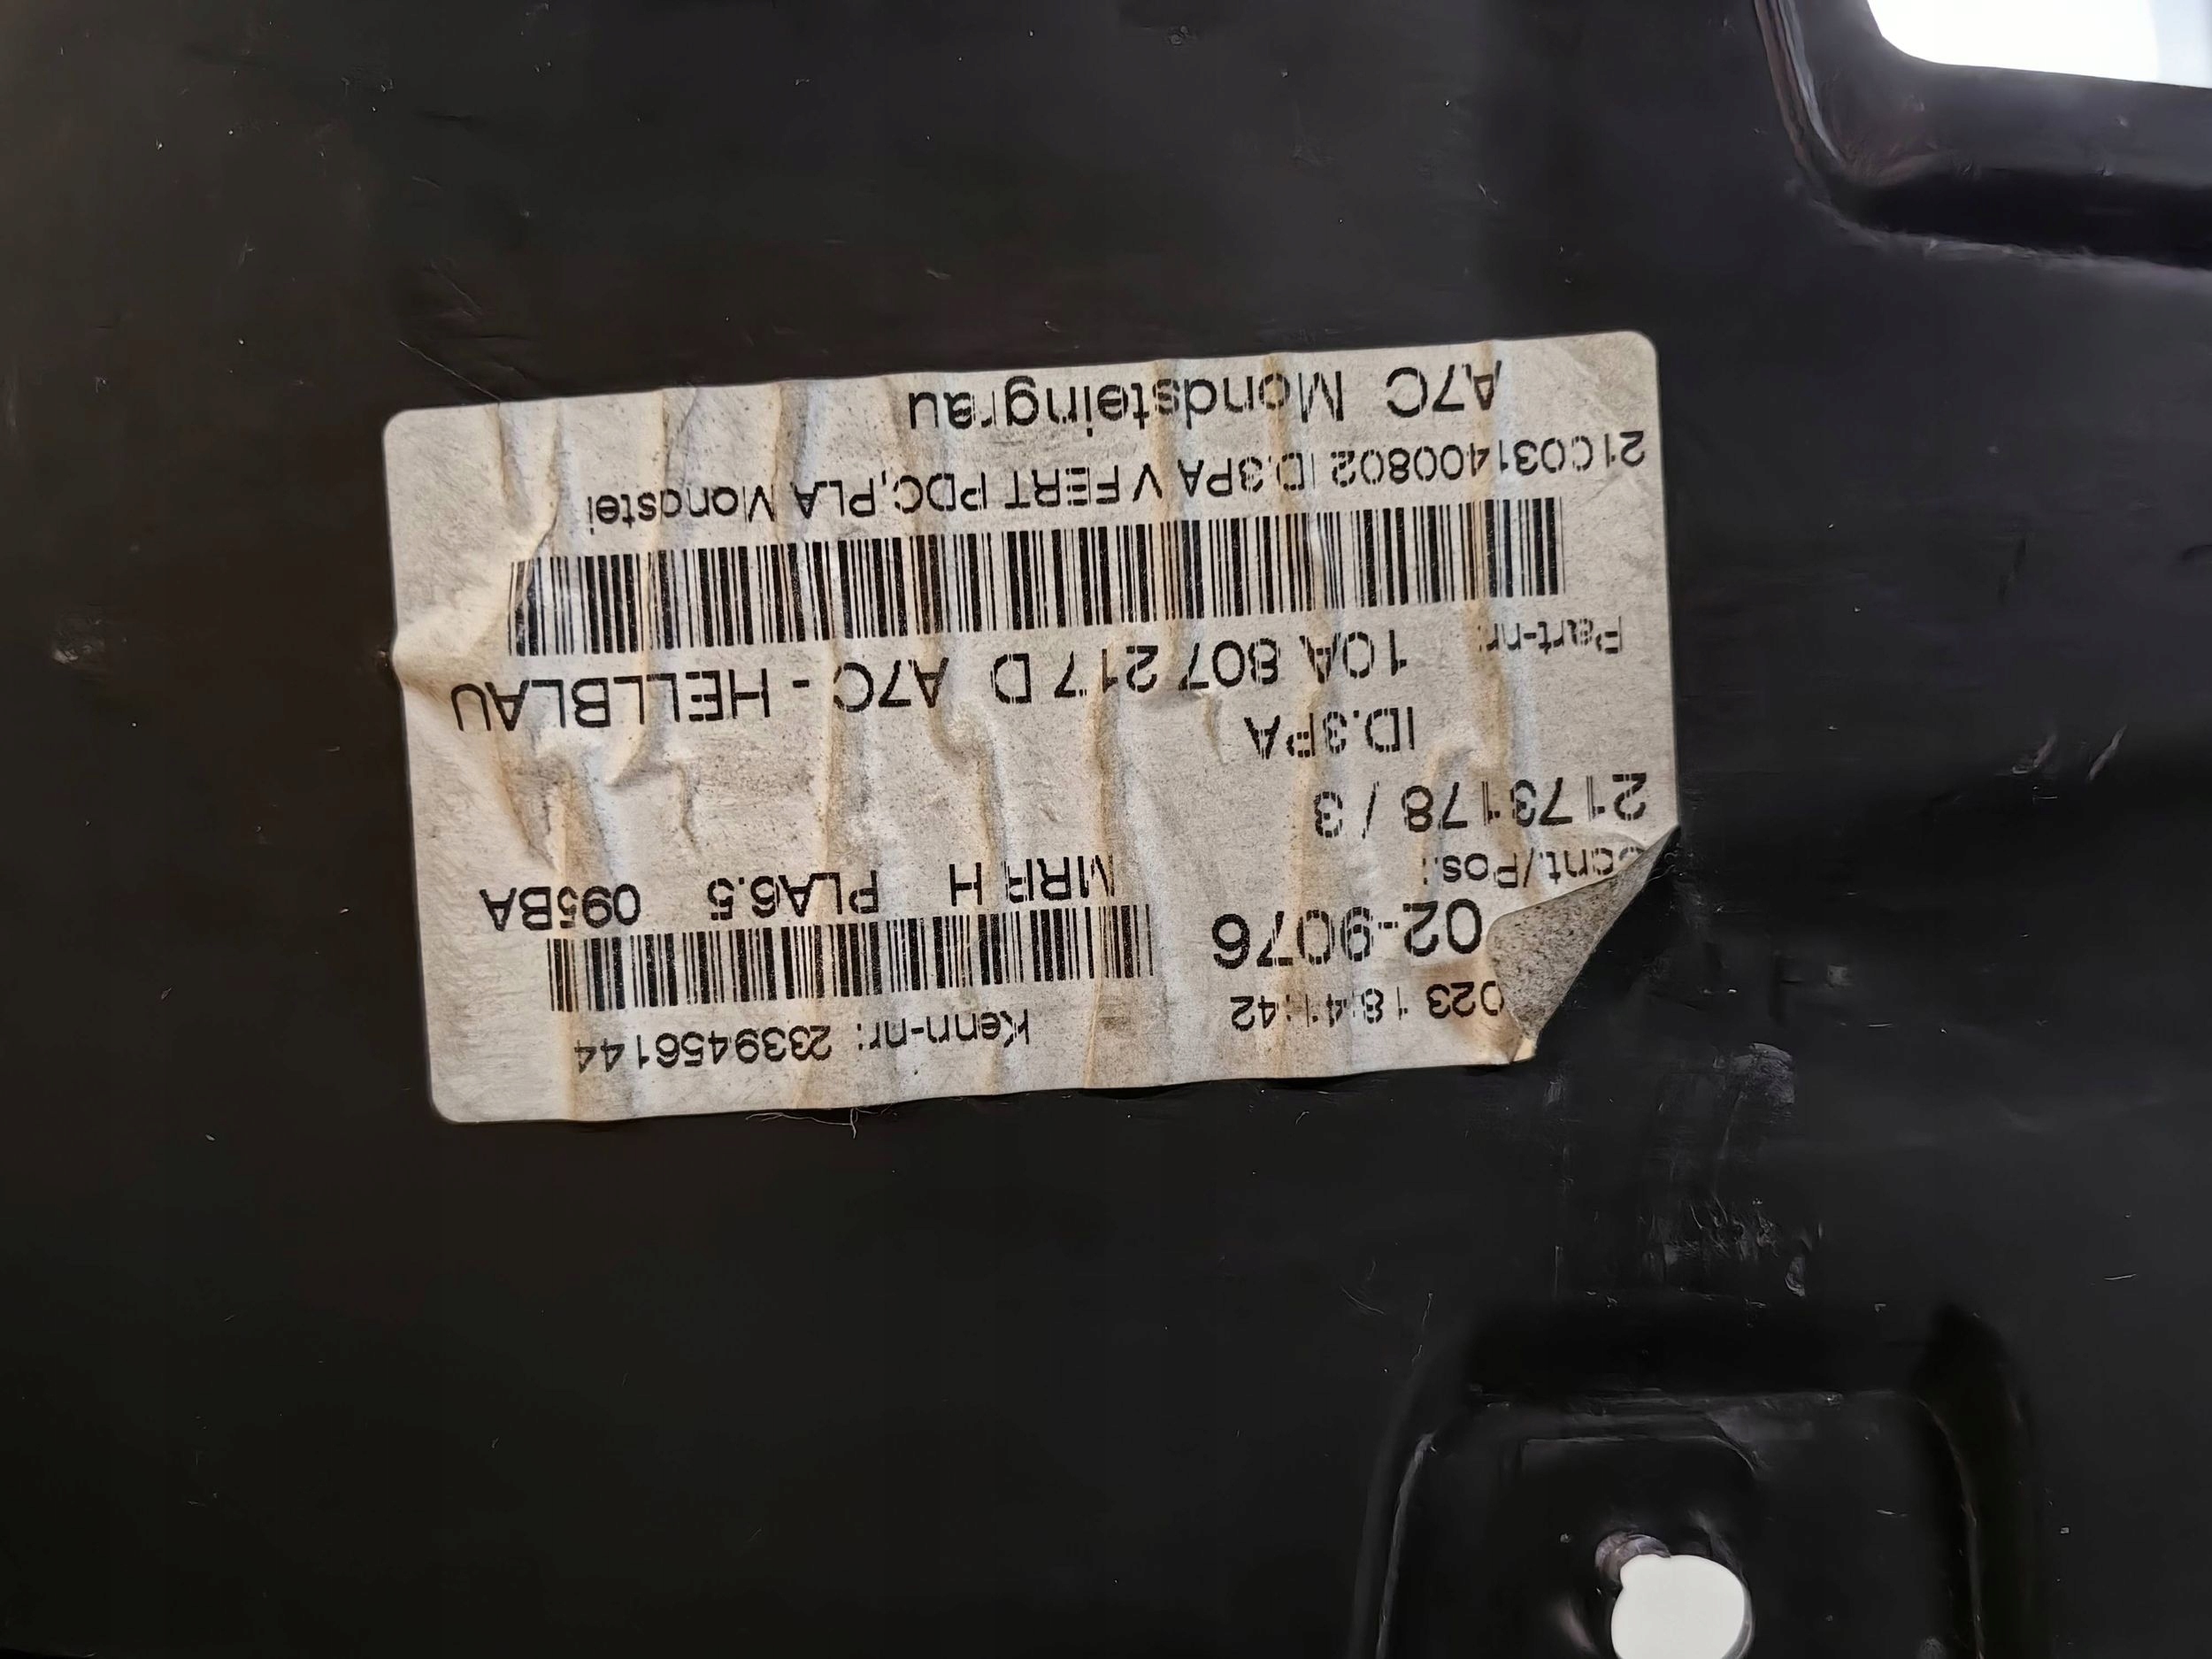 023 18:41:42 Kenn-nr: 2339456144
02-9076
cnt/Pos.: MRR H PLA6.5 095BA
2173178 / 3
ID.3PA
Part-nr: 10A 807 217 D A7C - HELLBLAU
21C031400802 ID.3PA V FERT PDC,PLA Mondstei
A7C Mondsteingrau